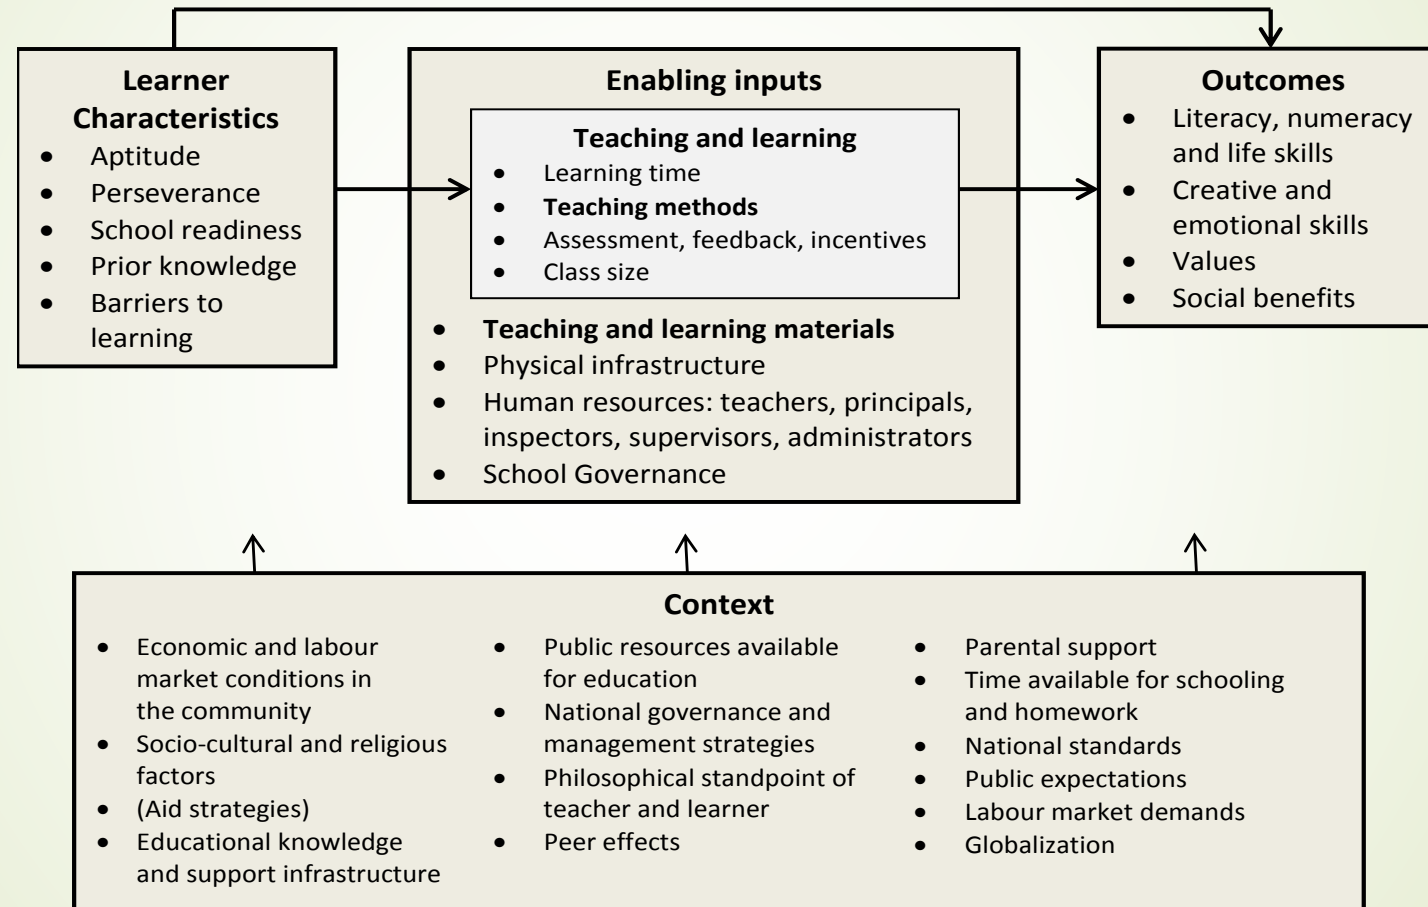 Learner
Characteristics
• Aptitude
• Perseverance
• School readiness
• Prior knowledge
• Barriers to
learning
Enabling inputs
Teaching and learning
• Learning time
• Teaching methods
• Assessment, feedback, incentives
• Class size
• Teaching and learning materials
• Physical infrastructure
• Human resources: teachers, principals,
inspectors, supervisors, administrators
• School Governance
Outcomes
• Literacy, numeracy
and life skills
• Creative and
emotional skills
• Values
• Social benefits
Context
• Economic and labour
market conditions in
the community
• Socio-cultural and religious
factors
• (Aid strategies)
• Educational knowledge
and support infrastructure
• Public resources available
for education
• National governance and
management strategies
• Philosophical standpoint of
teacher and learner
• Peer effects
• Parental support
• Time available for schooling
and homework
• National standards
• Public expectations
• Labour market demands
• Globalization